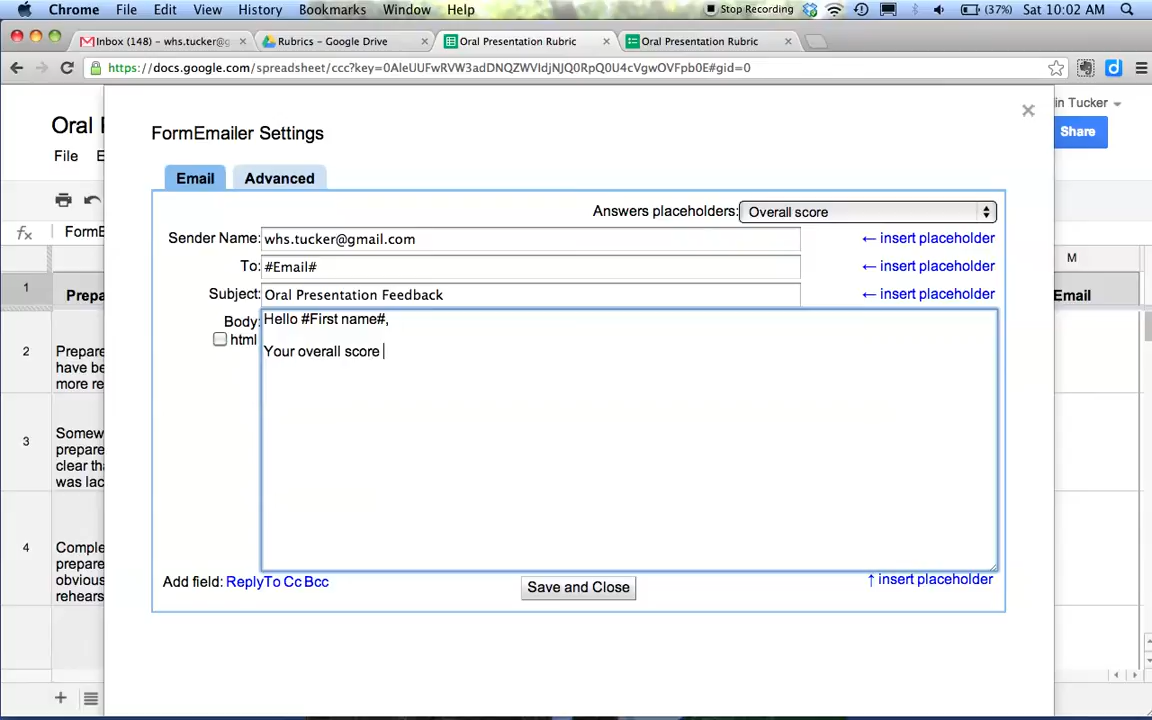 Chrome File Edit View History Bookmarks Window Help Stop Recording (37%) Sat 10:02 AM
Inbox (148) – whs.tucker@g Rubrics – Google Drive Oral Presentation Rubric Oral Presentation Rubric
https://docs.google.com/spreadsheet/ccc?key=0AleUUFwRVW3adDNQZWVIdjNJQ0RpQ0U4cVgwOVFpb0E#gid=0
in Tucker
Oral
Share
File E
FormEmailer Settings
Email Advanced
Answers placeholders: Overall score
fx FormE
Sender Name: whs.tucker@gmail.com ← insert placeholder
To: #Email# ← insert placeholder
Subject: Oral Presentation Feedback ← insert placeholder
M
1 Prepa Email
Body: Hello #First name#,
html
Your overall score
2 Prepare
have be
more re
3 Somew
prepare
clear tha
was lac
4 Comple
prepare
obvious
rehears
Add field: ReplyTo Cc Bcc Save and Close ↑ insert placeholder